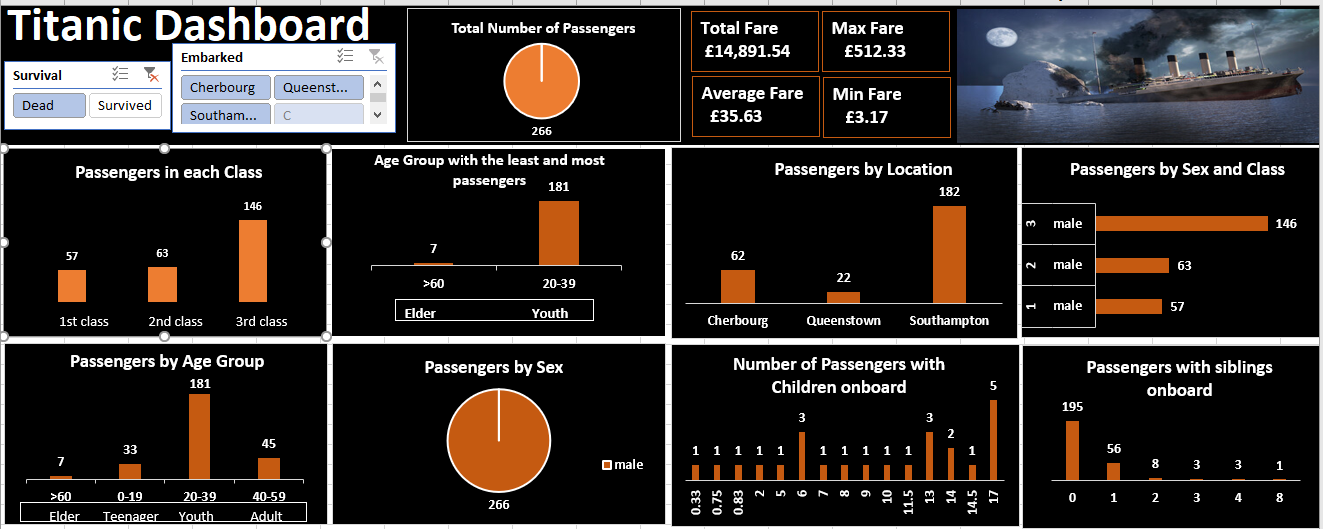 Titanic Dashboard
Survival
Dead
Survived
Embarked
Cherbourg
Queenst...
Southam...
C
Total Number of Passengers
266
Total Fare
£14,891.54
Max Fare
£512.33
Average Fare
£35.63
Min Fare
£3.17
Passengers in each Class
57
63
146
1st class
2nd class
3rd class
Age Group with the least and most
passengers
7
181
>60
20-39
Elder
Youth
Passengers by Location
62
22
182
Cherbourg
Queenstown
Southampton
Passengers by Sex and Class
3 male 146
2 male 63
1 male 57
Passengers by Age Group
7
33
181
45
>60
0-19
20-39
40-59
Elder
Teenager
Youth
Adult
Passengers by Sex
male
266
Number of Passengers with
Children onboard
1 1 1 1 1 3 1 1 1 1 1 3 2 1 5
0.33 0.75 0.83 2 5 6 7 8 9 10 11.5 13 14 14.5 17
Passengers with siblings
onboard
195 56 8 3 3 1
0 1 2 3 4 8